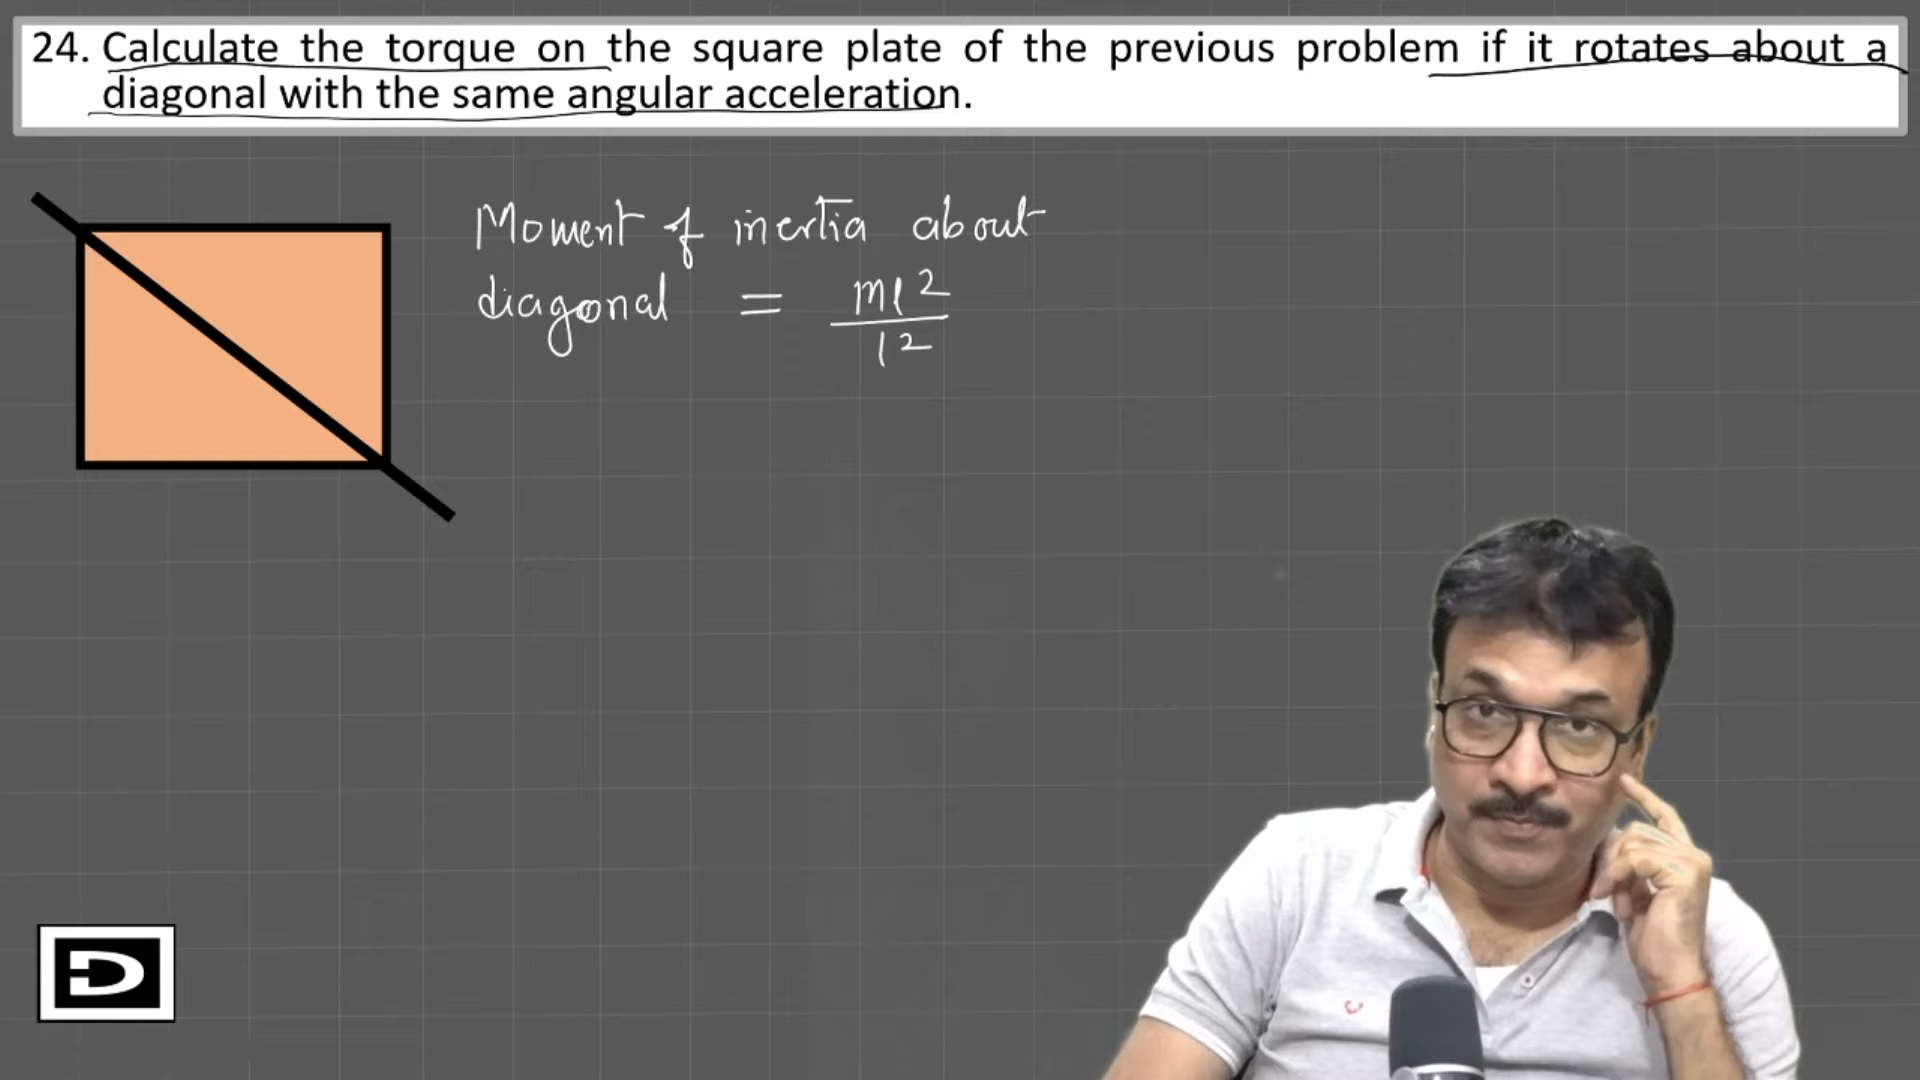 24. Calculate the torque on the square plate of the previous problem if it rotates about a
diagonal with the same angular acceleration.
Moment of inertia about
diagonal = ml²
12
D